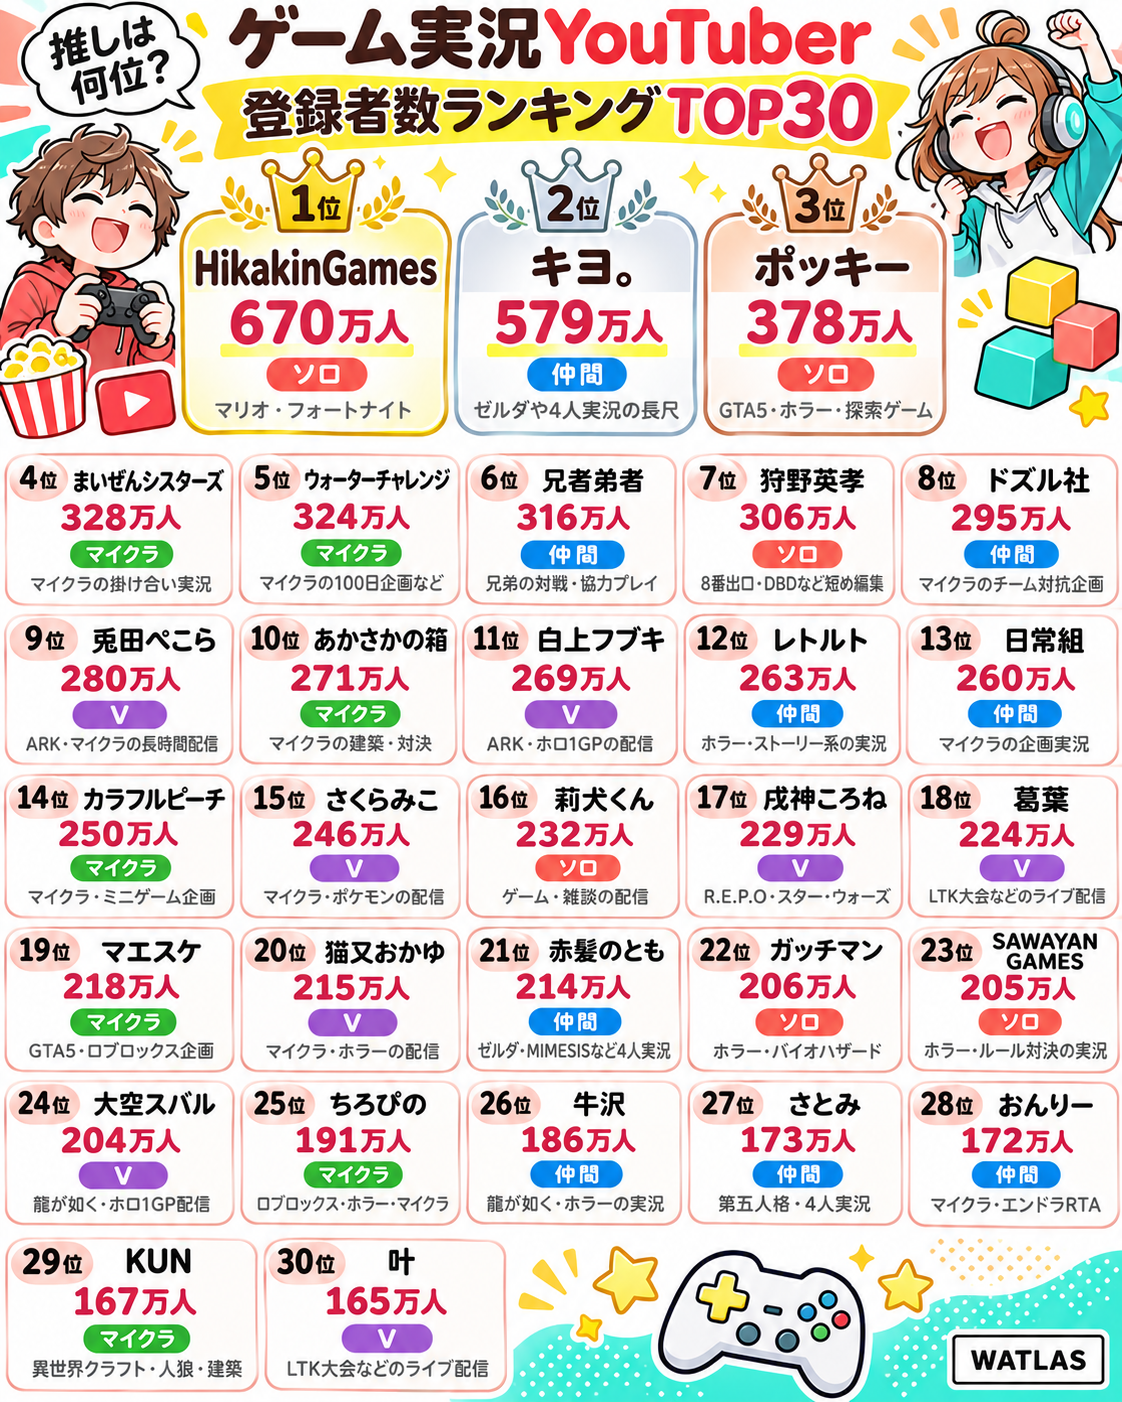 推しは
何位？
ゲーム実況YouTuber
登録者数ランキングTOP30
1位
HikakinGames
670万人
ソロ
マリオ・フォートナイト
2位
キヨ。
579万人
仲間
ゼルダや4人実況の長尺
3位
ポッキー
378万人
ソロ
GTA5・ホラー・探索ゲーム
4位 まいぜんシスターズ
328万人
マイクラ
マイクラの掛け合い実況
5位 ウォーターチャレンジ
324万人
マイクラ
マイクラの100日企画など
6位 兄者弟者
316万人
仲間
兄弟の対戦・協力プレイ
7位 狩野英孝
306万人
ソロ
8番出口・DBDなど短め編集
8位 ドズル社
295万人
仲間
マイクラのチーム対抗企画
9位 兎田ぺこら
280万人
V
ARK・マイクラの長時間配信
10位 あかさかの箱
271万人
マイクラ
マイクラの建築・対決
11位 白上フブキ
269万人
V
ARK・ホロ1GPの配信
12位 レトルト
263万人
仲間
ホラー・ストーリー系の実況
13位 日常組
260万人
仲間
マイクラの企画実況
14位 カラフルピーチ
250万人
マイクラ
マイクラ・ミニゲーム企画
15位 さくらみこ
246万人
V
マイクラ・ポケモンの配信
16位 莉犬くん
232万人
ソロ
ゲーム・雑談の配信
17位 戌神ころね
229万人
V
R.E.P.O・スター・ウォーズ
18位 葛葉
224万人
V
LTK大会などのライブ配信
19位 マエスケ
218万人
マイクラ
GTA5・ロブロックス企画
20位 猫又おかゆ
215万人
V
マイクラ・ホラーの配信
21位 赤髪のとも
214万人
仲間
ゼルダ・MIMESISなど4人実況
22位 ガッチマン
206万人
ソロ
ホラー・バイオハザード
23位 SAWAYAN
GAMES
205万人
ソロ
ホラー・ルール対決の実況
24位 大空スバル
204万人
V
龍が如く・ホロ1GP配信
25位 ちろぴの
191万人
マイクラ
ロブロックス・ホラー・マイクラ
26位 牛沢
186万人
仲間
龍が如く・ホラーの実況
27位 さとみ
173万人
仲間
第五人格・4人実況
28位 おんりー
172万人
仲間
マイクラ・エンドラRTA
29位 KUN
167万人
マイクラ
異世界クラフト・人狼・建築
30位 叶
165万人
V
LTK大会などのライブ配信
WATLAS